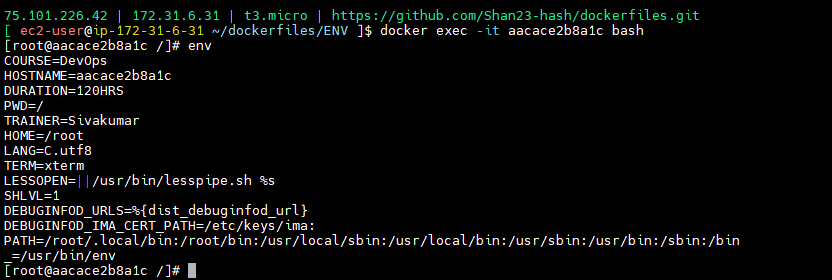 75.101.226.42 | 172.31.6.31 | t3.micro | https://github.com/Shan23-hash/dockerfiles.git
[ ec2-user@ip-172-31-6-31 ~/dockerfiles/ENV ]$ docker exec -it aacace2b8a1c bash
[root@aacace2b8a1c /]# env
COURSE=DevOps
HOSTNAME=aacace2b8a1c
DURATION=120HRS
PWD=/
TRAINER=Sivakumar
HOME=/root
LANG=C.utf8
TERM=xterm
LESSOPEN=||/usr/bin/lesspipe.sh %s
SHLVL=1
DEBUGINFOD_URLS=%{dist_debuginfod_url}
DEBUGINFOD_IMA_CERT_PATH=/etc/keys/ima:
PATH=/root/.local/bin:/root/bin:/usr/local/sbin:/usr/local/bin:/usr/sbin:/usr/bin:/sbin:/bin
_=/usr/bin/env
[root@aacace2b8a1c /]#